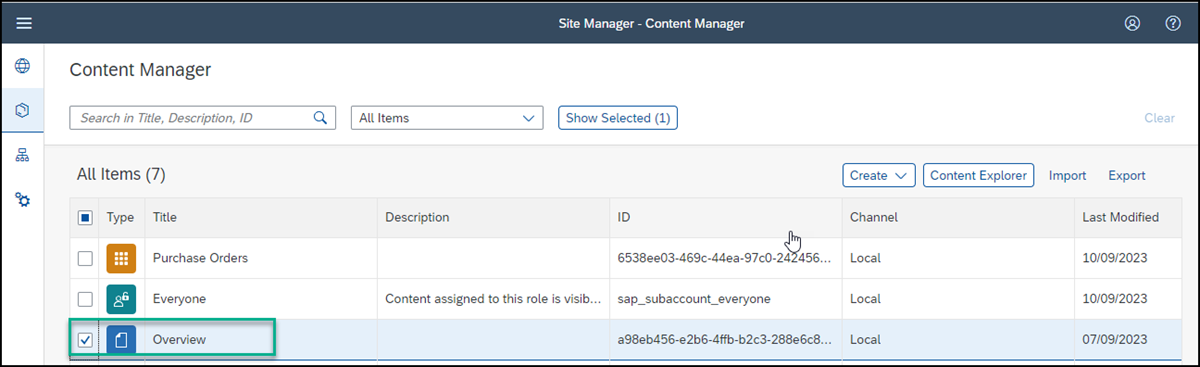 Site Manager - Content Manager
Content Manager
Search in Title, Description, ID
All Items
Show Selected (1)
Clear
All Items (7)
Create
Content Explorer
Import
Export
Type Title Description ID Channel Last Modified
Purchase Orders 6538ee03-469c-44ea-97c0-242456... Local 10/09/2023
Everyone Content assigned to this role is visib... sap_subaccount_everyone Local 10/09/2023
Overview a98eb456-e2b6-4ffb-b2c3-288e6c8... Local 07/09/2023